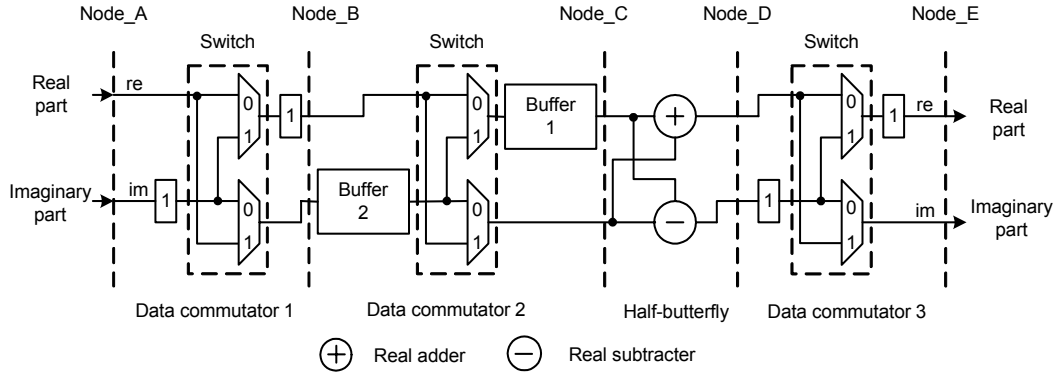 Node_A
Node_B
Node_C
Node_D
Node_E
Switch
Switch
Switch
Real
part
re
0
1
1
0
1
Buffer
1
+
0
1
1
re
Real
part
Imaginary
part
im
1
0
1
Buffer
2
0
1
−
1
0
1
im
Imaginary
part
Data commutator 1
Data commutator 2
Half-butterfly
Data commutator 3
+ Real adder
− Real subtracter